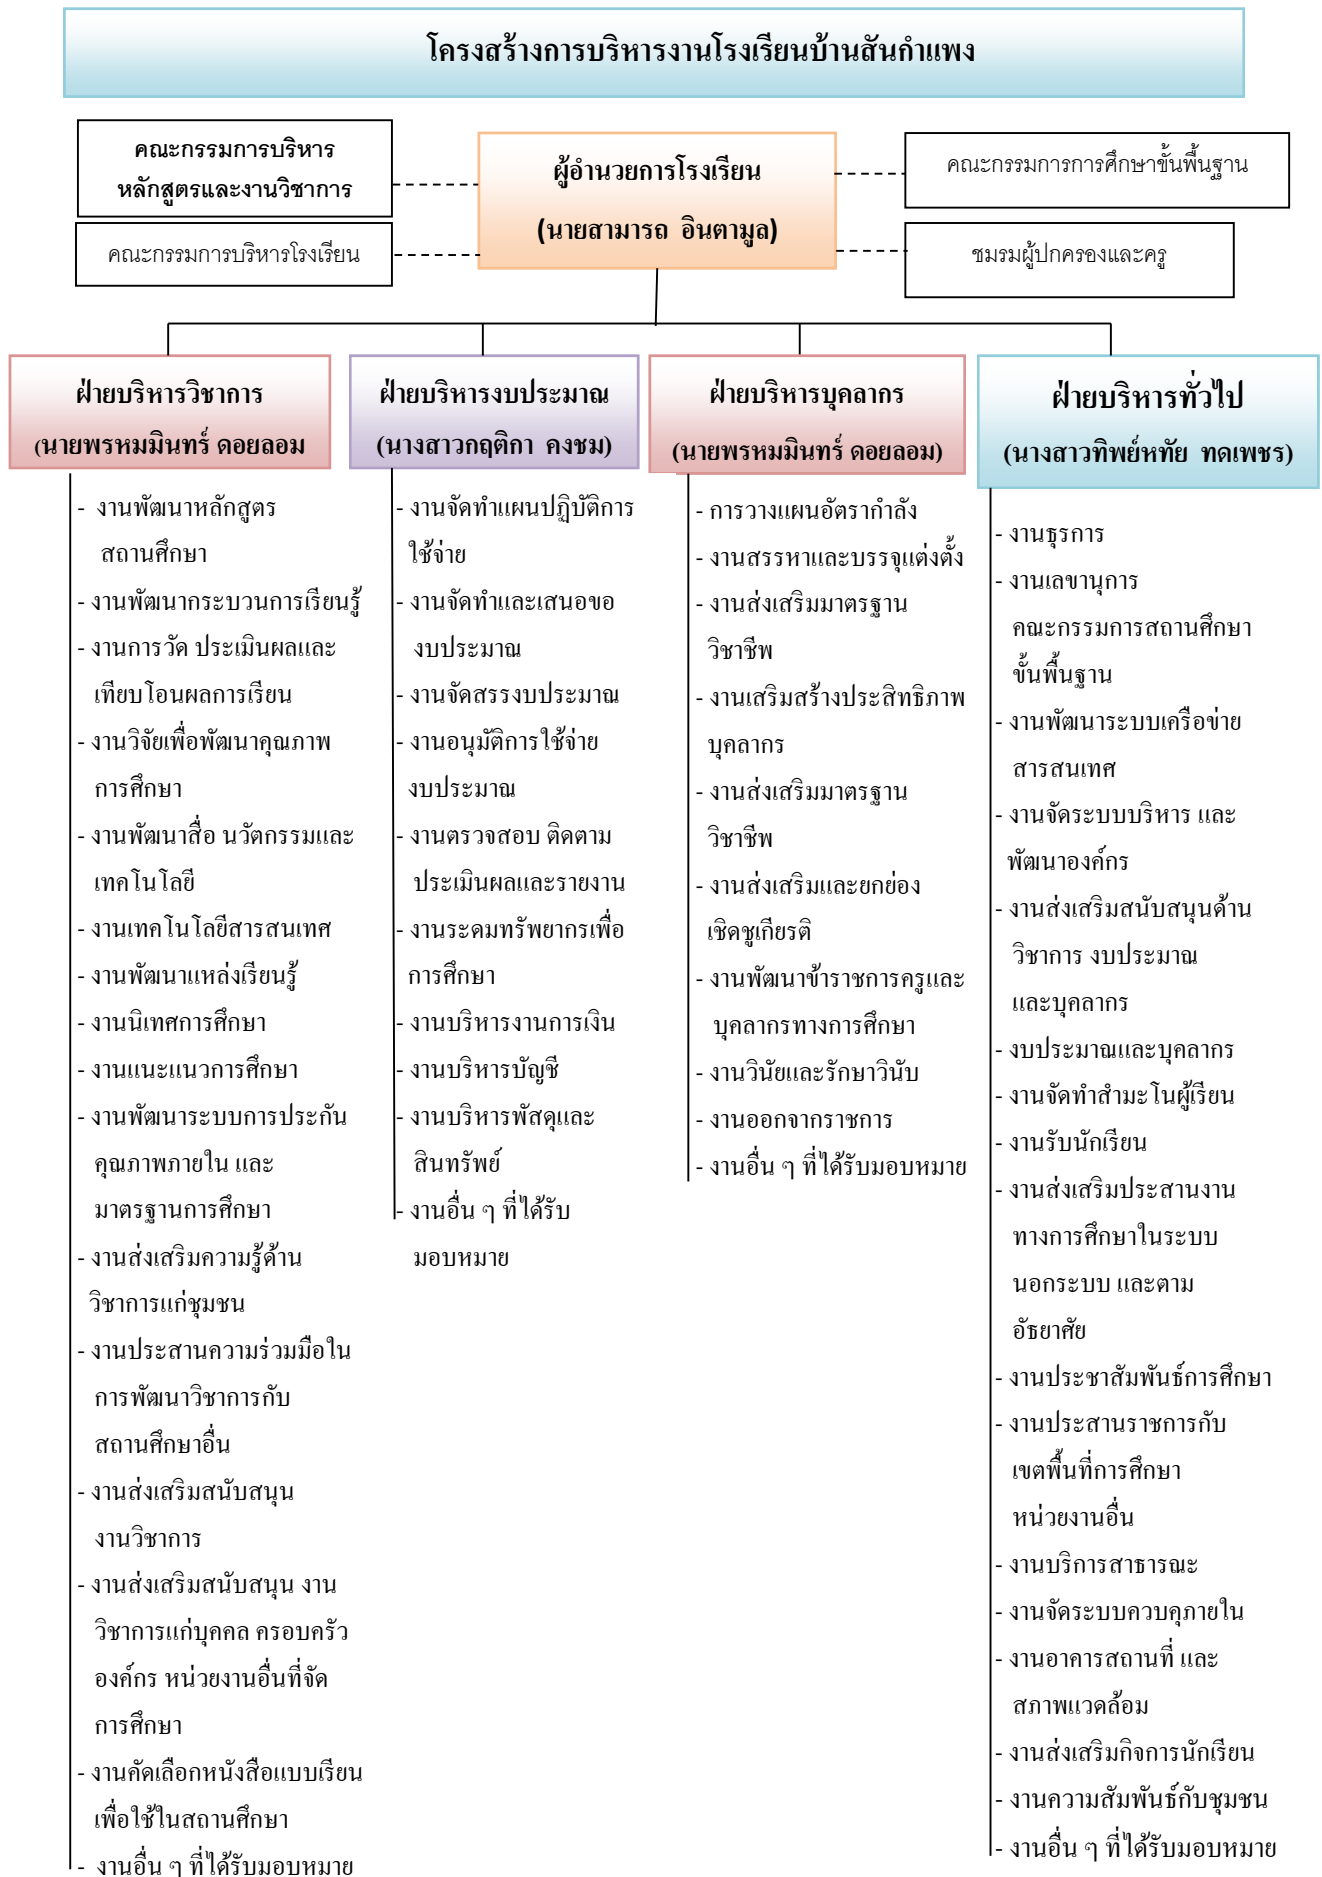 โครงสร้างการบริหารงานโรงเรียนบ้านสันกำแพง
คณะกรรมการบริหาร
หลักสูตรและงานวิชาการ
คณะกรรมการบริหารโรงเรียน
ผู้อำนวยการโรงเรียน
(นายสามารถ อินตามูล)
คณะกรรมการการศึกษาขั้นพื้นฐาน
ชมรมผู้ปกครองและครู
ฝ่ายบริหารวิชาการ
(นายพรหมมินทร์ ดอยลอม
- งานพัฒนาหลักสูตร
สถานศึกษา
- งานพัฒนากระบวนการเรียนรู้
- งานการวัด ประเมินผลและ
เทียบโอนผลการเรียน
- งานวิจัยเพื่อพัฒนาคุณภาพ
การศึกษา
- งานพัฒนาสื่อ นวัตกรรมและ
เทคโนโลยี
- งานเทคโนโลยีสารสนเทศ
- งานพัฒนาแหล่งเรียนรู้
- งานนิเทศการศึกษา
- งานแนะแนวการศึกษา
- งานพัฒนาระบบการประกัน
คุณภาพภายใน และ
มาตรฐานการศึกษา
- งานส่งเสริมความรู้ด้าน
วิชาการแก่ชุมชน
- งานประสานความร่วมมือใน
การพัฒนาวิชาการกับ
สถานศึกษาอื่น
- งานส่งเสริมสนับสนุน
งานวิชาการ
- งานส่งเสริมสนับสนุน งาน
วิชาการแก่บุคคล ครอบครัว
องค์กร หน่วยงานอื่นที่จัด
การศึกษา
- งานคัดเลือกหนังสือแบบเรียน
เพื่อใช้ในสถานศึกษา
- งานอื่น ๆ ที่ได้รับมอบหมาย
ฝ่ายบริหารงบประมาณ
(นางสาวกฤติกา คงชม)
- งานจัดทำแผนปฏิบัติการ
ใช้จ่าย
- งานจัดทำและเสนอขอ
งบประมาณ
- งานจัดสรรงบประมาณ
- งานอนุมัติการใช้จ่าย
งบประมาณ
- งานตรวจสอบ ติดตาม
ประเมินผลและรายงาน
- งานระดมทรัพยากรเพื่อ
การศึกษา
- งานบริหารงานการเงิน
- งานบริหารบัญชี
- งานบริหารพัสดุและ
สินทรัพย์
- งานอื่น ๆ ที่ได้รับ
มอบหมาย
ฝ่ายบริหารบุคลากร
(นายพรหมมินทร์ ดอยลอม)
- การวางแผนอัตรากำลัง
- งานสรรหาและบรรจุแต่งตั้ง
- งานส่งเสริมมาตรฐาน
วิชาชีพ
- งานเสริมสร้างประสิทธิภาพ
บุคลากร
- งานส่งเสริมมาตรฐาน
วิชาชีพ
- งานส่งเสริมและยกย่อง
เชิดชูเกียรติ
- งานพัฒนาข้าราชการครูและ
บุคลากรทางการศึกษา
- งานวินัยและรักษาวินับ
- งานออกจากราชการ
- งานอื่น ๆ ที่ได้รับมอบหมาย
ฝ่ายบริหารทั่วไป
(นางสาวทิพย์หทัย ทดเพชร)
- งานธุรการ
- งานเลขานุการ
คณะกรรมการสถานศึกษา
ขั้นพื้นฐาน
- งานพัฒนาระบบเครือข่าย
สารสนเทศ
- งานจัดระบบบริหาร และ
พัฒนาองค์กร
- งานส่งเสริมสนับสนุนด้าน
วิชาการ งบประมาณ
และบุคลากร
- งบประมาณและบุคลากร
- งานจัดทำสำมะโนผู้เรียน
- งานรับนักเรียน
- งานส่งเสริมประสานงาน
ทางการศึกษาในระบบ
นอกระบบ และตาม
อัธยาศัย
- งานประชาสัมพันธ์การศึกษา
- งานประสานราชการกับ
เขตพื้นที่การศึกษา
หน่วยงานอื่น
- งานบริการสาธารณะ
- งานจัดระบบควบคุภายใน
- งานอาคารสถานที่ และ
สภาพแวดล้อม
- งานส่งเสริมกิจการนักเรียน
- งานความสัมพันธ์กับชุมชน
- งานอื่น ๆ ที่ได้รับมอบหมาย